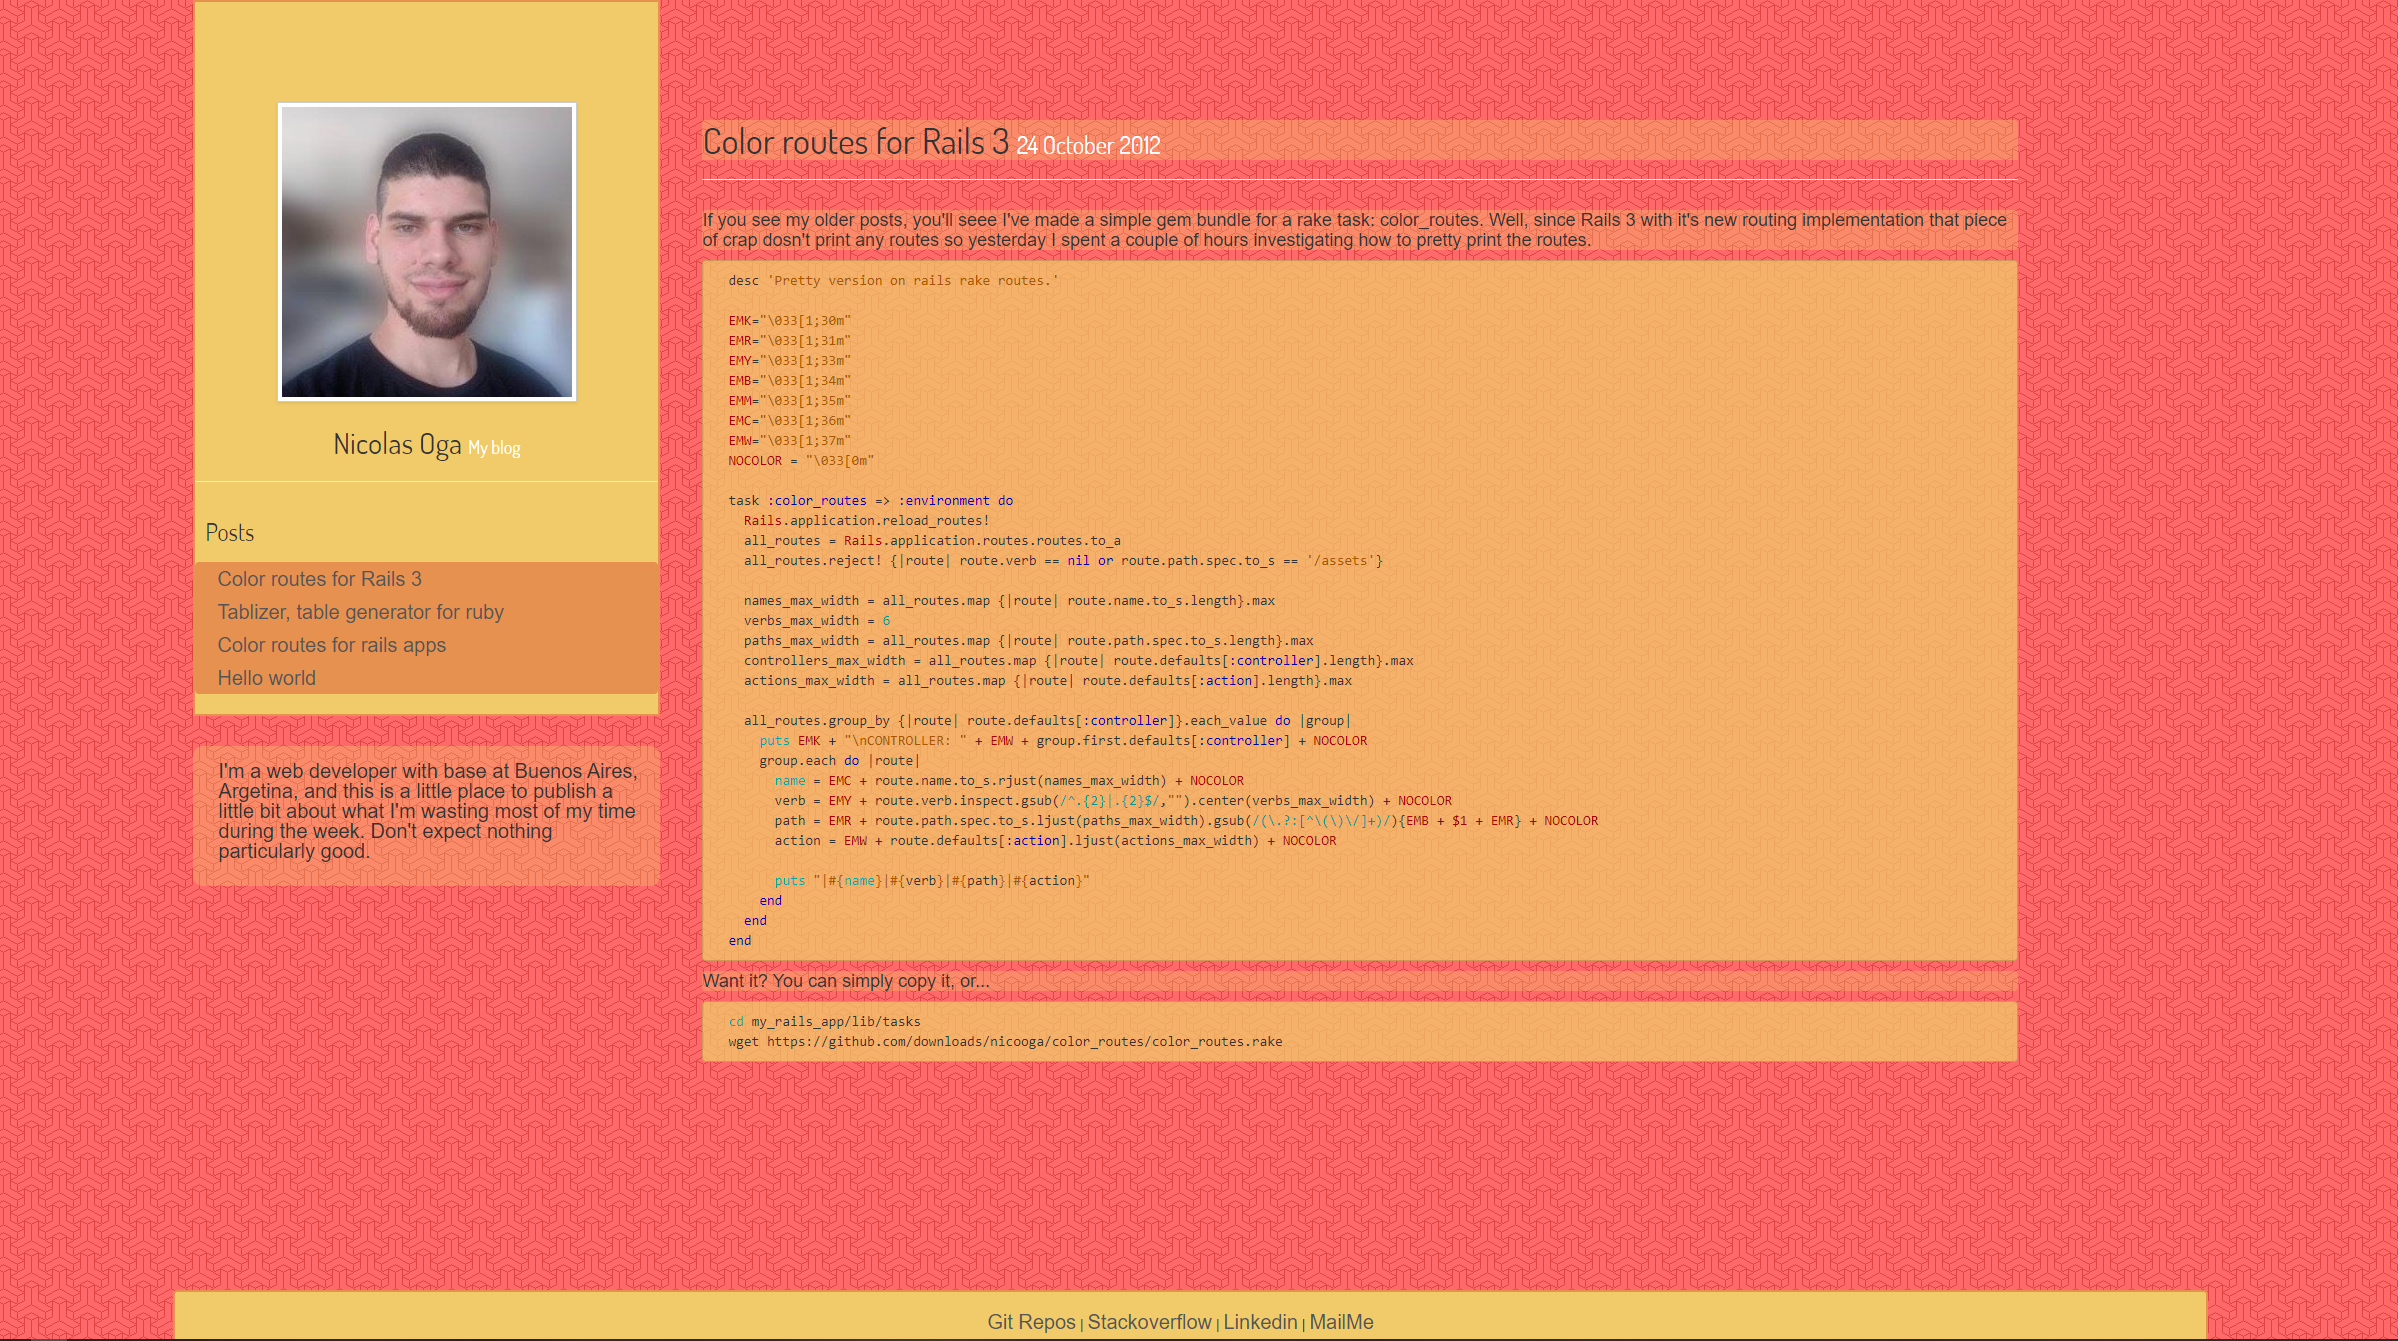 Nicolas Oga My blog
Posts
Color routes for Rails 3
Tablizer, table generator for ruby
Color routes for rails apps
Hello world
I'm a web developer with base at Buenos Aires,
Argetina, and this is a little place to publish a
little bit about what I'm wasting most of my time
during the week. Don't expect nothing
particularly good.
Color routes for Rails 3 24 October 2012
If you see my older posts, you'll seee I've made a simple gem bundle for a rake task: color_routes. Well, since Rails 3 with it's new routing implementation that piece
of crap dosn't print any routes so yesterday I spent a couple of hours investigating how to pretty print the routes.
desc 'Pretty version on rails rake routes.'
EMK="\033[1;30m"
EMR="\033[1;31m"
EMY="\033[1;33m"
EMB="\033[1;34m"
EMM="\033[1;35m"
EMC="\033[1;36m"
EMW="\033[1;37m"
NOCOLOR = "\033[0m"
task :color_routes => :environment do
  Rails.application.reload_routes!
  all_routes = Rails.application.routes.routes.to_a
  all_routes.reject! {|route| route.verb == nil or route.path.spec.to_s == '/assets'}
  names_max_width = all_routes.map {|route| route.name.to_s.length}.max
  verbs_max_width = 6
  paths_max_width = all_routes.map {|route| route.path.spec.to_s.length}.max
  controllers_max_width = all_routes.map {|route| route.defaults[:controller].length}.max
  actions_max_width = all_routes.map {|route| route.defaults[:action].length}.max
  all_routes.group_by {|route| route.defaults[:controller]}.each_value do |group|
    puts EMK + "\nCONTROLLER: " + EMW + group.first.defaults[:controller] + NOCOLOR
    group.each do |route|
      name = EMC + route.name.to_s.rjust(names_max_width) + NOCOLOR
      verb = EMY + route.verb.inspect.gsub(/^.{2}|.{2}$/,"").center(verbs_max_width) + NOCOLOR
      path = EMR + route.path.spec.to_s.ljust(paths_max_width).gsub(/(\.?:[^\(\)\/]+)/){EMB + $1 + EMR} + NOCOLOR
      action = EMW + route.defaults[:action].ljust(actions_max_width) + NOCOLOR
      puts "|#{name}|#{verb}|#{path}|#{action}"
    end
  end
end
Want it? You can simply copy it, or...
cd my_rails_app/lib/tasks
wget https://github.com/downloads/nicooga/color_routes/color_routes.rake
Git Repos | Stackoverflow | Linkedin | MailMe